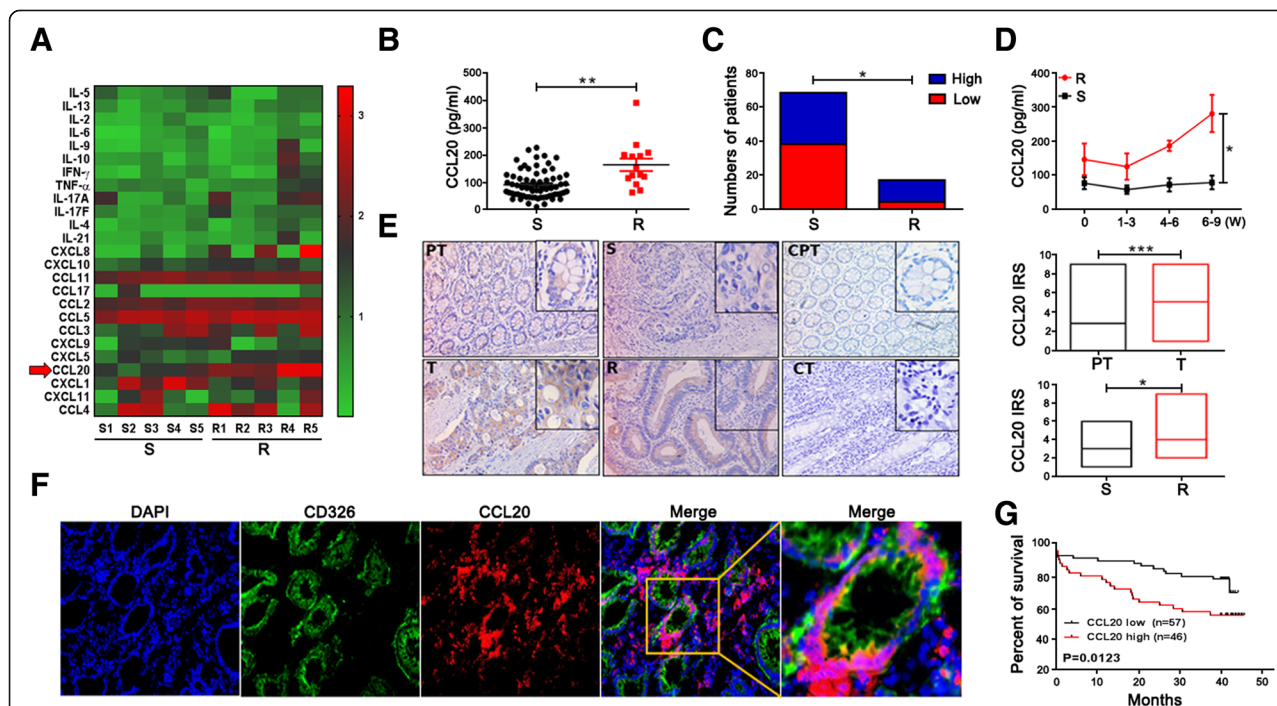 A
IL-5
IL-13
IL-2
IL-6
IL-9
IL-10
IFN-γ
TNF-α
IL-17A
IL-17F
IL-4
IL-21
CXCL8
CXCL10
CCL11
CCL17
CCL2
CCL5
CCL3
CXCL9
CXCL5
CCL20
CXCL1
CXCL11
CCL4
S1 S2 S3 S4 S5 R1 R2 R3 R4 R5
S R
3
2
1
B
CCL20 (pg/ml)
500
400
300
200
100
0
**
S R
C
Numbers of patients
80
60
40
20
0
*
High
Low
S R
D
CCL20 (pg/ml)
400
300
200
100
0
R
S
*
0 1-3 4-6 6-9 (W)
E
PT S CPT
T R CT
CCL20 IRS
10
8
6
4
2
0
***
PT T
CCL20 IRS
10
8
6
4
2
0
*
S R
F
DAPI CD326 CCL20 Merge Merge
G
Percent of survival
100
80
60
40
20
CCL20 low (n=57)
CCL20 high (n=46)
P=0.0123
0 10 20 30 40 50
Months